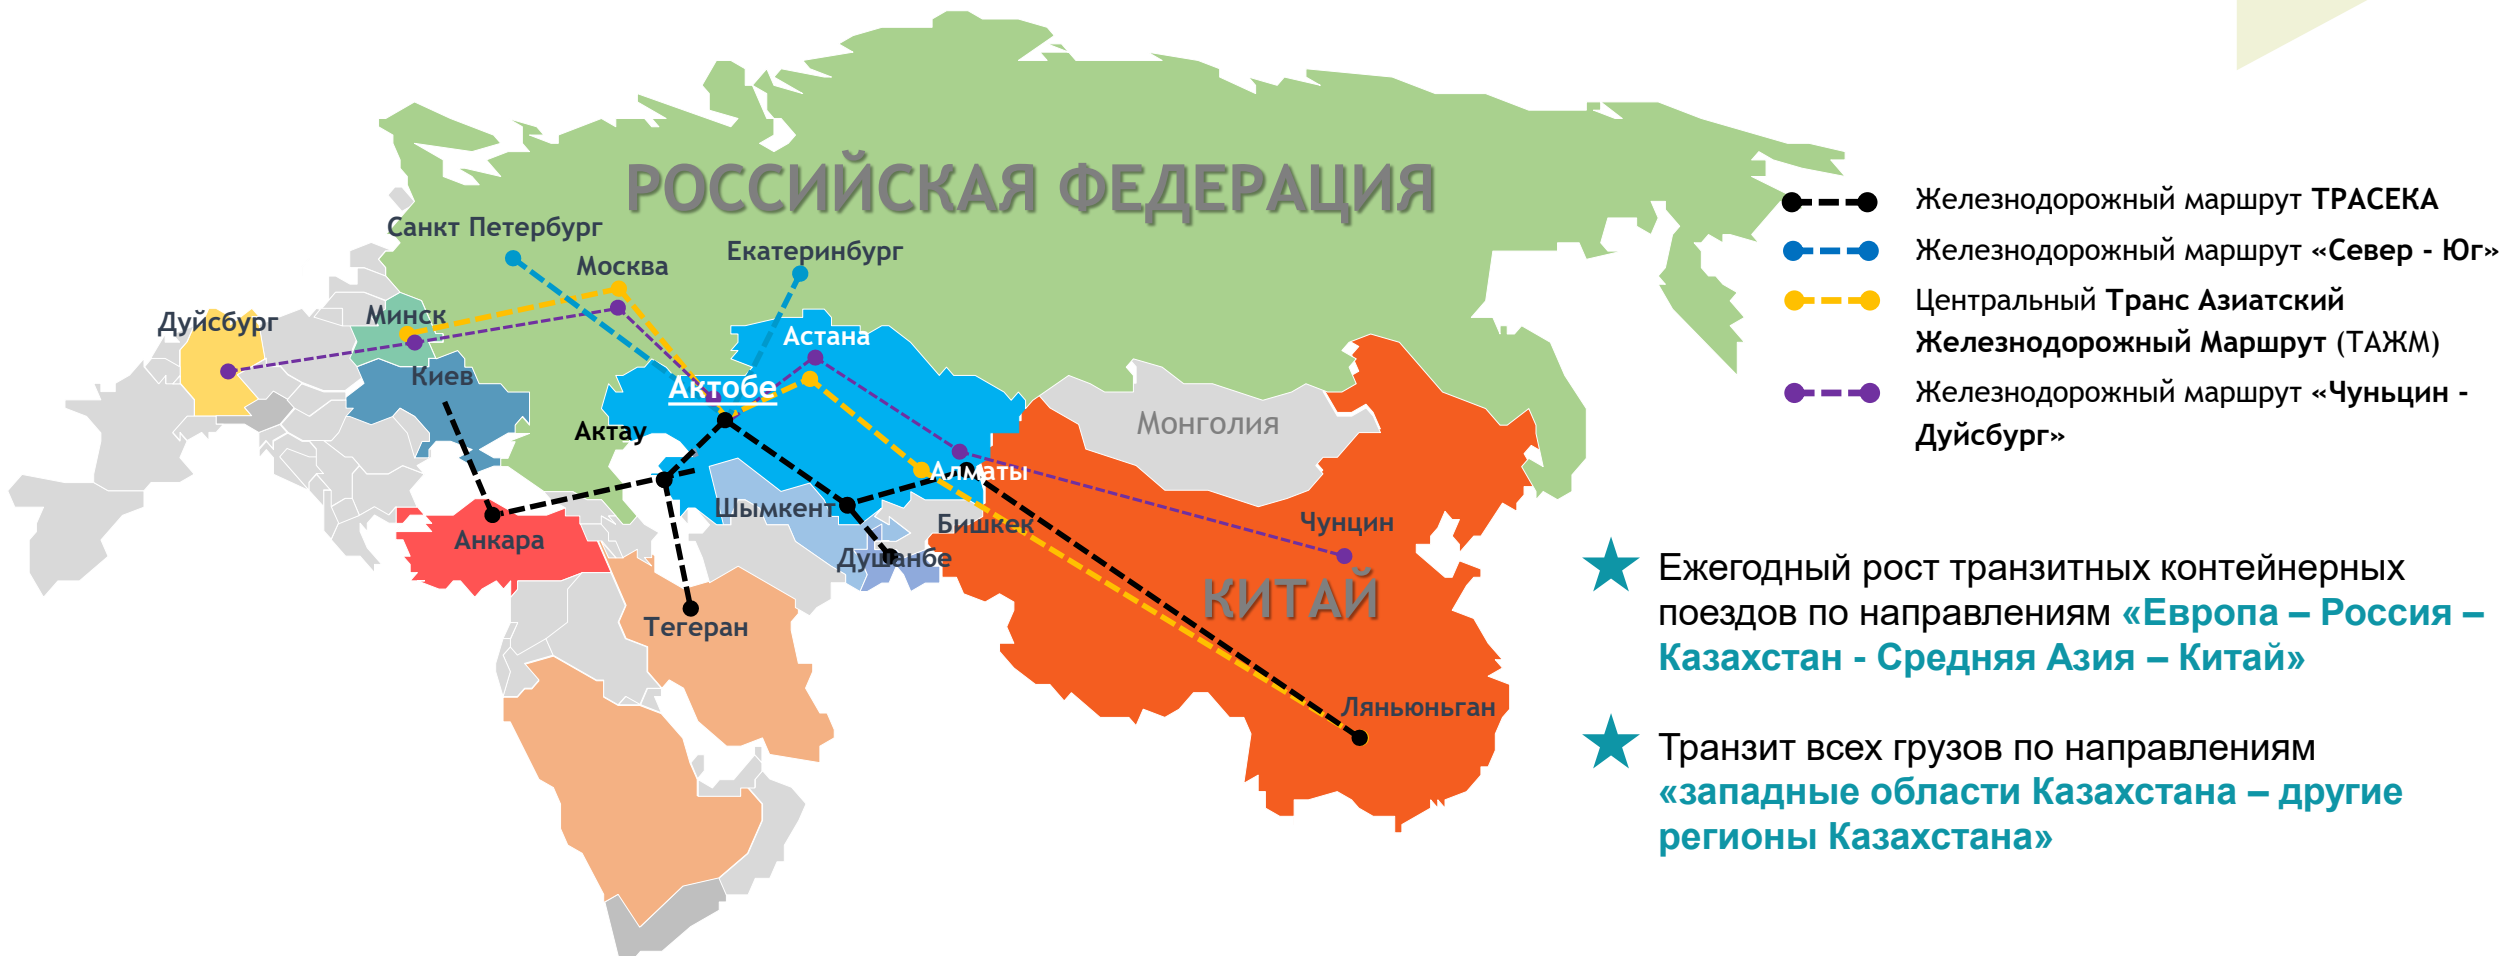 РОССИЙСКАЯ ФЕДЕРАЦИЯ
Санкт Петербург
Екатеринбург
Москва
Дуйсбург
Минск
Астана
Киев
Актобе
Монголия
Актау
Алматы
Шымкент
Бишкек
Чунцин
Анкара
Душанбе
КИТАЙ
Тегеран
Ляньюньган
Железнодорожный маршрут ТРАСЕКА
Железнодорожный маршрут «Север - Юг»
Центральный Транс Азиатский
Железнодорожный Маршрут (ТАЖМ)
Железнодорожный маршрут «Чуньцин -
Дуйсбург»
Ежегодный рост транзитных контейнерных
поездов по направлениям «Европа – Россия –
Казахстан - Средняя Азия – Китай»
Транзит всех грузов по направлениям
«западные области Казахстана – другие
регионы Казахстана»